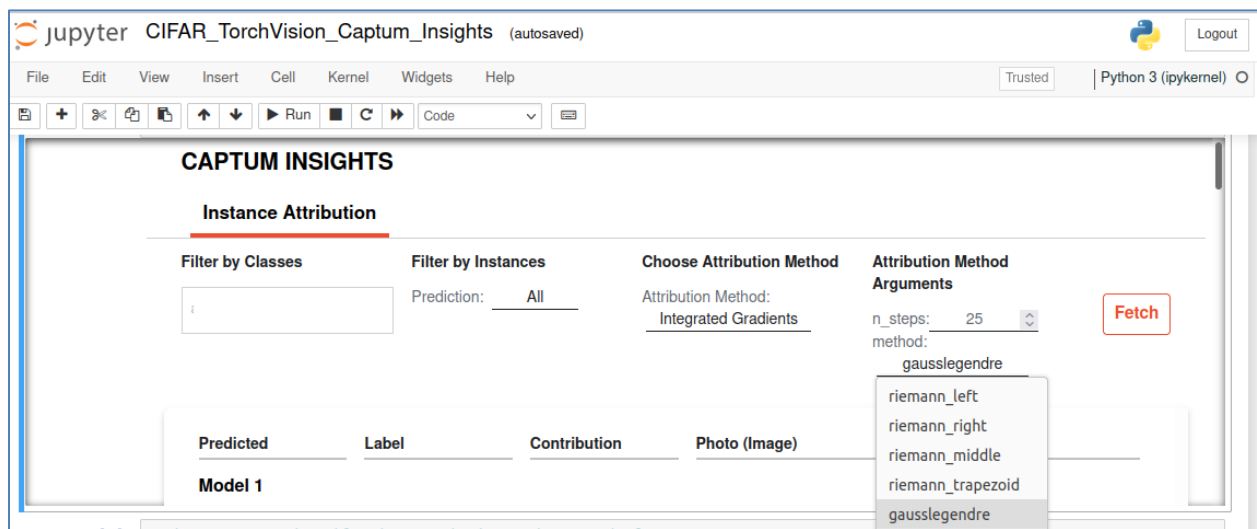 jupyter CIFAR_TorchVision_Captum_Insights (autosaved)
Logout
File Edit View Insert Cell Kernel Widgets Help
Trusted
Python 3 (ipykernel)
Run
Code
CAPTUM INSIGHTS
Instance Attribution
Filter by Classes
Filter by Instances
Prediction: All
Choose Attribution Method
Attribution Method:
Integrated Gradients
Attribution Method
Arguments
n_steps: 25
method:
gausslegendre
Fetch
riemann_left
riemann_right
riemann_middle
riemann_trapezoid
gausslegendre
Predicted Label Contribution Photo (Image)
Model 1